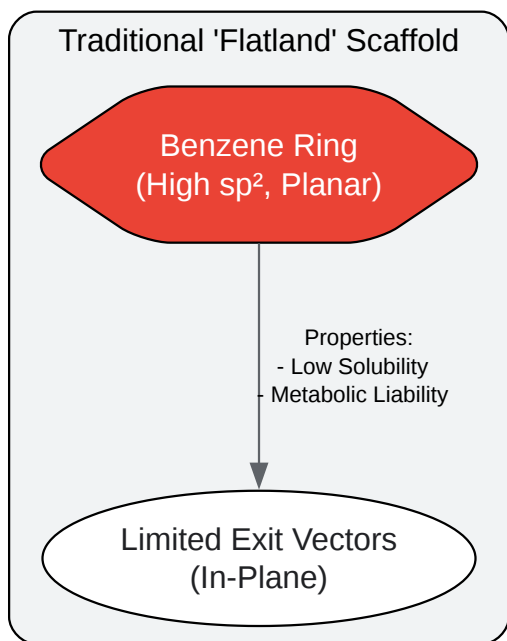 Traditional 'Flatland' Scaffold
Benzene Ring
(High sp², Planar)
Properties:
- Low Solubility
- Metabolic Liability
Limited Exit Vectors
(In-Plane)